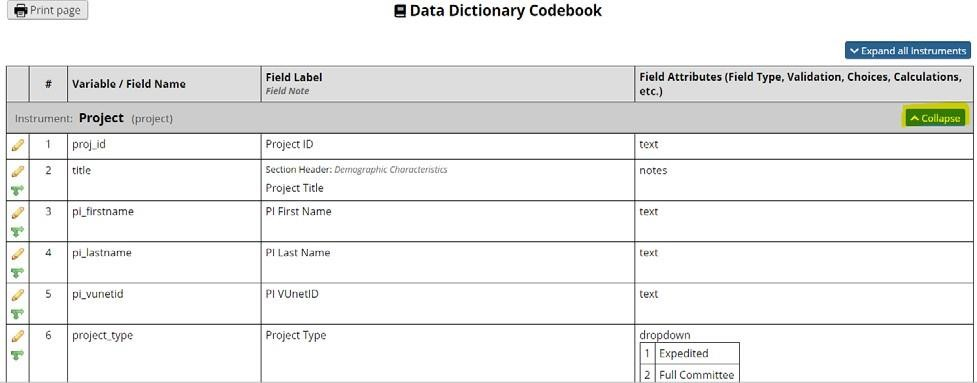 Print page
Data Dictionary Codebook
Expand all instruments
# Variable / Field Name Field Label Field Attributes (Field Type, Validation, Choices, Calculations,
Field Note etc.)
Instrument: Project (project) Collapse
1 proj_id Project ID text
2 title Section Header: Demographic Characteristics notes
Project Title
3 pi_firstname PI First Name text
4 pi_lastname PI Last Name text
5 pi_vunetid PI VUnetID text
6 project_type Project Type dropdown
1 Expedited
2 Full Committee